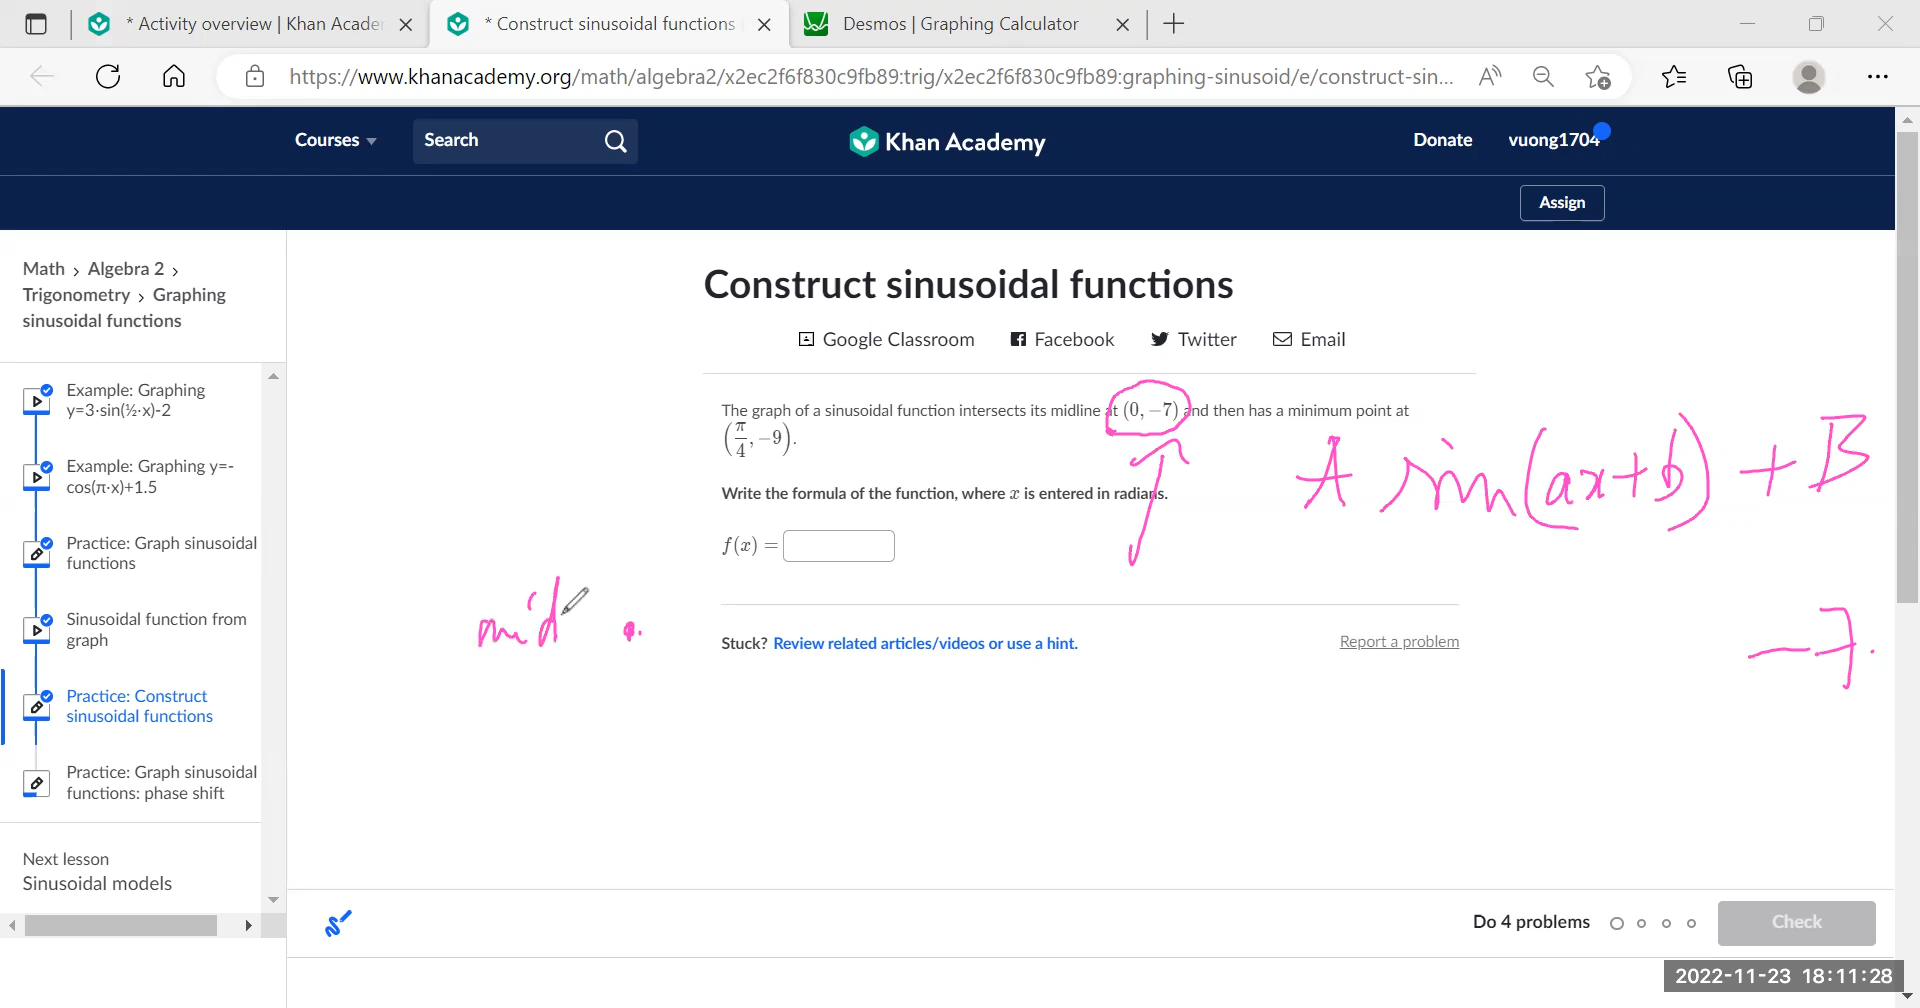 * Activity overview | Khan Acader
* Construct sinusoidal functions
Desmos | Graphing Calculator
https://www.khanacademy.org/math/algebra2/x2ec2f6f830c9fb89:trig/x2ec2f6f830c9fb89:graphing-sinusoid/e/construct-sin...
Courses
Search
Khan Academy
Donate
vuong1704
Assign
Math › Algebra 2 ›
Trigonometry › Graphing
sinusoidal functions
Example: Graphing
y=3·sin(½·x)-2
Example: Graphing y=-
cos(π·x)+1.5
Practice: Graph sinusoidal
functions
Sinusoidal function from
graph
Practice: Construct
sinusoidal functions
Practice: Graph sinusoidal
functions: phase shift
Next lesson
Sinusoidal models
Construct sinusoidal functions
Google Classroom Facebook Twitter Email
The graph of a sinusoidal function intersects its midline at (0, −7) and then has a minimum point at
(π/4, −9).
Write the formula of the function, where x is entered in radians.
f(x) =
A sin(ax+b) + B
mid
−7.
Stuck? Review related articles/videos or use a hint.
Report a problem
Do 4 problems
Check
2022-11-23 18:11:28